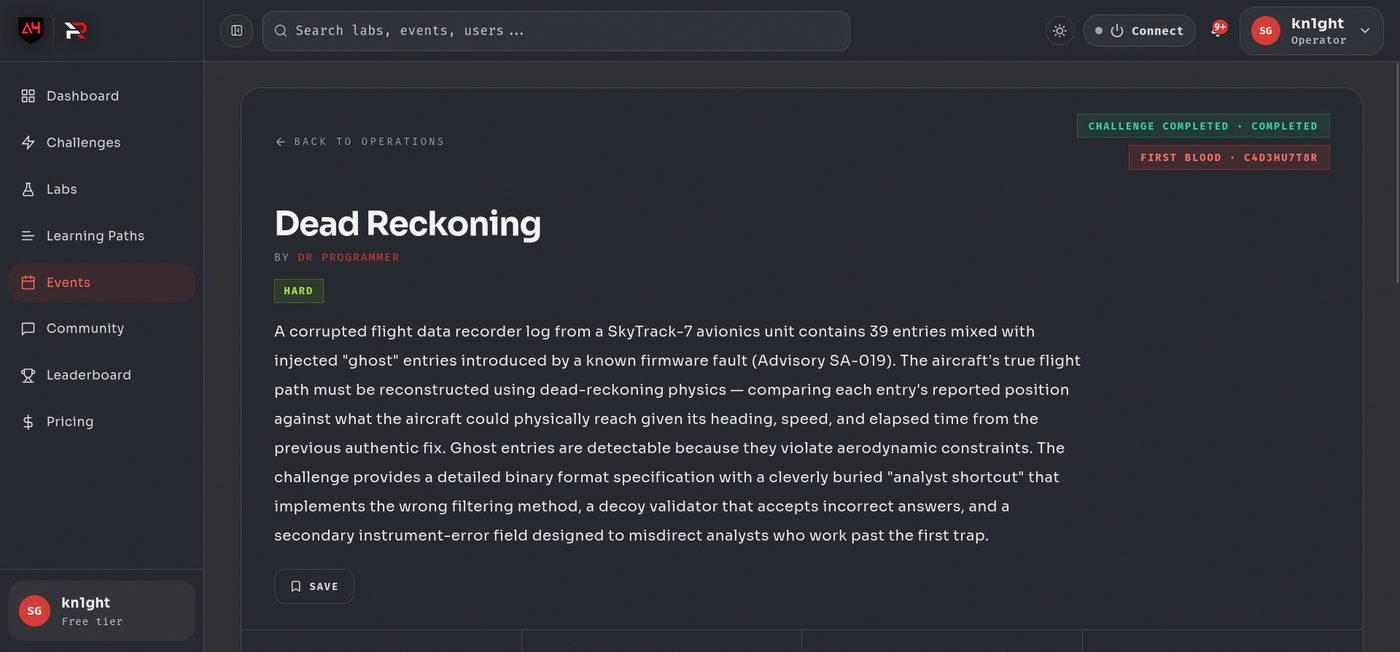 AH
R
Search labs, events, users...
Connect
9+
SG
kn1ght
Operator
Dashboard
Challenges
Labs
Learning Paths
Events
Community
Leaderboard
Pricing
SG
kn1ght
Free tier
BACK TO OPERATIONS
CHALLENGE COMPLETED · COMPLETED
FIRST BLOOD · C4D3HU7T8R
Dead Reckoning
BY DR PROGRAMMER
HARD
A corrupted flight data recorder log from a SkyTrack-7 avionics unit contains 39 entries mixed with
injected "ghost" entries introduced by a known firmware fault (Advisory SA-019). The aircraft's true flight
path must be reconstructed using dead-reckoning physics — comparing each entry's reported position
against what the aircraft could physically reach given its heading, speed, and elapsed time from the
previous authentic fix. Ghost entries are detectable because they violate aerodynamic constraints. The
challenge provides a detailed binary format specification with a cleverly buried "analyst shortcut" that
implements the wrong filtering method, a decoy validator that accepts incorrect answers, and a
secondary instrument-error field designed to misdirect analysts who work past the first trap.
SAVE